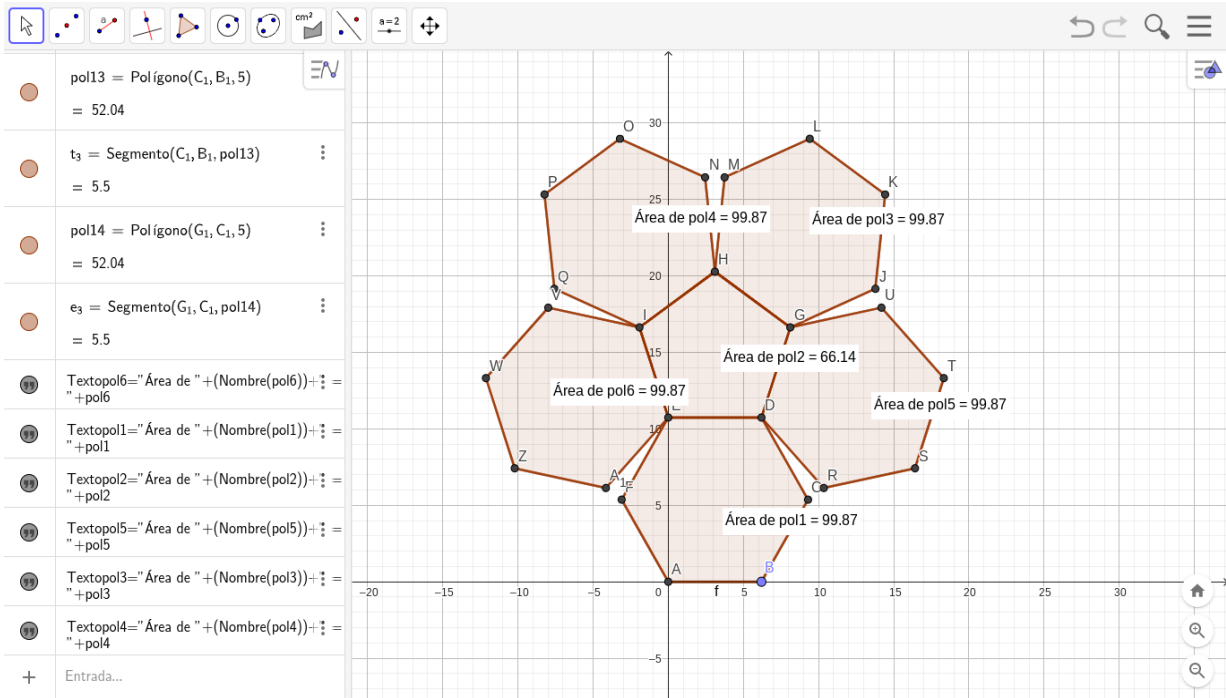 a
cm²
a=2
pol13 = Polígono(C₁, B₁, 5)
= 52.04
t₃ = Segmento(C₁, B₁, pol13)
= 5.5
pol14 = Polígono(G₁, C₁, 5)
= 52.04
e₃ = Segmento(G₁, C₁, pol14)
= 5.5
Textopol6="Área de "+(Nombre(pol6))+" =
"+pol6
Textopol1="Área de "+(Nombre(pol1))+" =
"+pol1
Textopol2="Área de "+(Nombre(pol2))+" =
"+pol2
Textopol5="Área de "+(Nombre(pol5))+" =
"+pol5
Textopol3="Área de "+(Nombre(pol3))+" =
"+pol3
Textopol4="Área de "+(Nombre(pol4))+" =
"+pol4
Entrada...
30
O
L
N M
P
K
25
Área de pol4 = 99.87
Área de pol3 = 99.87
H
20
Q
J
V
U
I
G
15
Área de pol2 = 66.14
W
T
Área de pol6 = 99.87
Área de pol5 = 99.87
E
D
10
Z
S
A₁
F
C
R
5
Área de pol1 = 99.87
A
B
−20 −15 −10 −5 0 f 5 10 15 20 25 30
−5